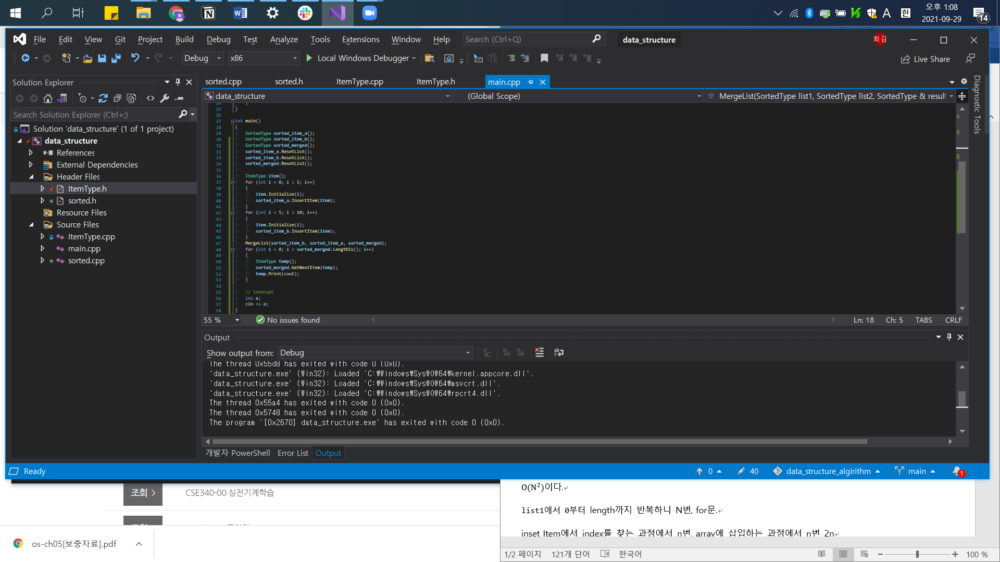 오후 1:08
2021-09-29
14
A
한
File Edit View Git Project Build Debug Test Analyze Tools Extensions Window Help Search (Ctrl+Q) data_structure 희김
Debug x86 Local Windows Debugger Live Share
Solution Explorer
Search Solution Explorer (Ctrl+;)
Solution 'data_structure' (1 of 1 project)
data_structure
References
External Dependencies
Header Files
ItemType.h
sorted.h
Resource Files
Source Files
ItemType.cpp
main.cpp
sorted.cpp
sorted.cpp sorted.h ItemType.cpp ItemType.h main.cpp
data_structure (Global Scope) MergeList(SortedType list1, SortedType list2, SortedType & resul
Diagnostic Tools
24 }
25 }
26
27 int main()
28 {
29 SortedType sorted_item_a{};
30 SortedType sorted_item_b{};
31 SortedType sorted_merged{};
32 sorted_item_a.ResetList();
33 sorted_item_b.ResetList();
34 sorted_merged.ResetList();
35
36 ItemType item{};
37 for (int i = 0; i < 5; i++)
38 {
39 item.Initialize(i);
40 sorted_item_a.InsertItem(item);
41 }
42 for (int i = 5; i < 10; i++)
43 {
44 item.Initialize(i);
45 sorted_item_b.InsertItem(item);
46 }
47 MergeList(sorted_item_b, sorted_item_a, sorted_merged);
48 for (int i = 0; i < sorted_merged.LengthIs(); i++)
49 {
50 ItemType temp{};
51 sorted_merged.GetNextItem(temp);
52 temp.Print(cout);
53 }
54
55 // interupt
56 int a;
57 cin >> a;
58 }
55 % No issues found Ln: 18 Ch: 5 TABS CRLF
Output
Show output from: Debug
The thread 0x55d8 has exited with code 0 (0x0).
'data_structure.exe' (Win32): Loaded 'C:₩Windows₩SysWOW64₩kernel.appcore.dll'.
'data_structure.exe' (Win32): Loaded 'C:₩Windows₩SysWOW64₩msvcrt.dll'.
'data_structure.exe' (Win32): Loaded 'C:₩Windows₩SysWOW64₩rpcrt4.dll'.
The thread 0x55a4 has exited with code 0 (0x0).
The thread 0x5748 has exited with code 0 (0x0).
The program '[0x2670] data_structure.exe' has exited with code 0 (0x0).
개발자 PowerShell Error List Output
Ready 0 40 data_structure_algirithm main 1
조회 > CSE340-00 실전기계학습
O(N²)이다.
list1에서 0부터 length까지 반복하니 N번, for문.
inset Item에서 index를 찾는 과정에서 n번, array에 삽입하는 과정에서 n번 2n
os-ch05[보충자료].pdf
1/2 페이지 121개 단어 한국어 100 %